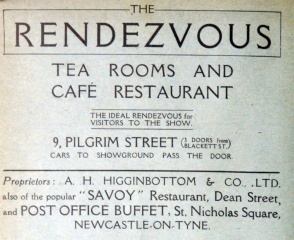 THE
RENDEZVOUS
TEA ROOMS AND
CAFÉ RESTAURANT
THE IDEAL RENDEZVOUS for
VISITORS TO THE SHOW.
9, PILGRIM STREET (3 DOORS from
BLACKETT ST.)
CARS TO SHOWGROUND PASS THE DOOR.
Proprietors: A. H. HIGGINBOTTOM & CO., LTD.
also of the popular "SAVOY" Restaurant, Dean Street,
and POST OFFICE BUFFET, St. Nicholas Square,
NEWCASTLE-ON-TYNE.